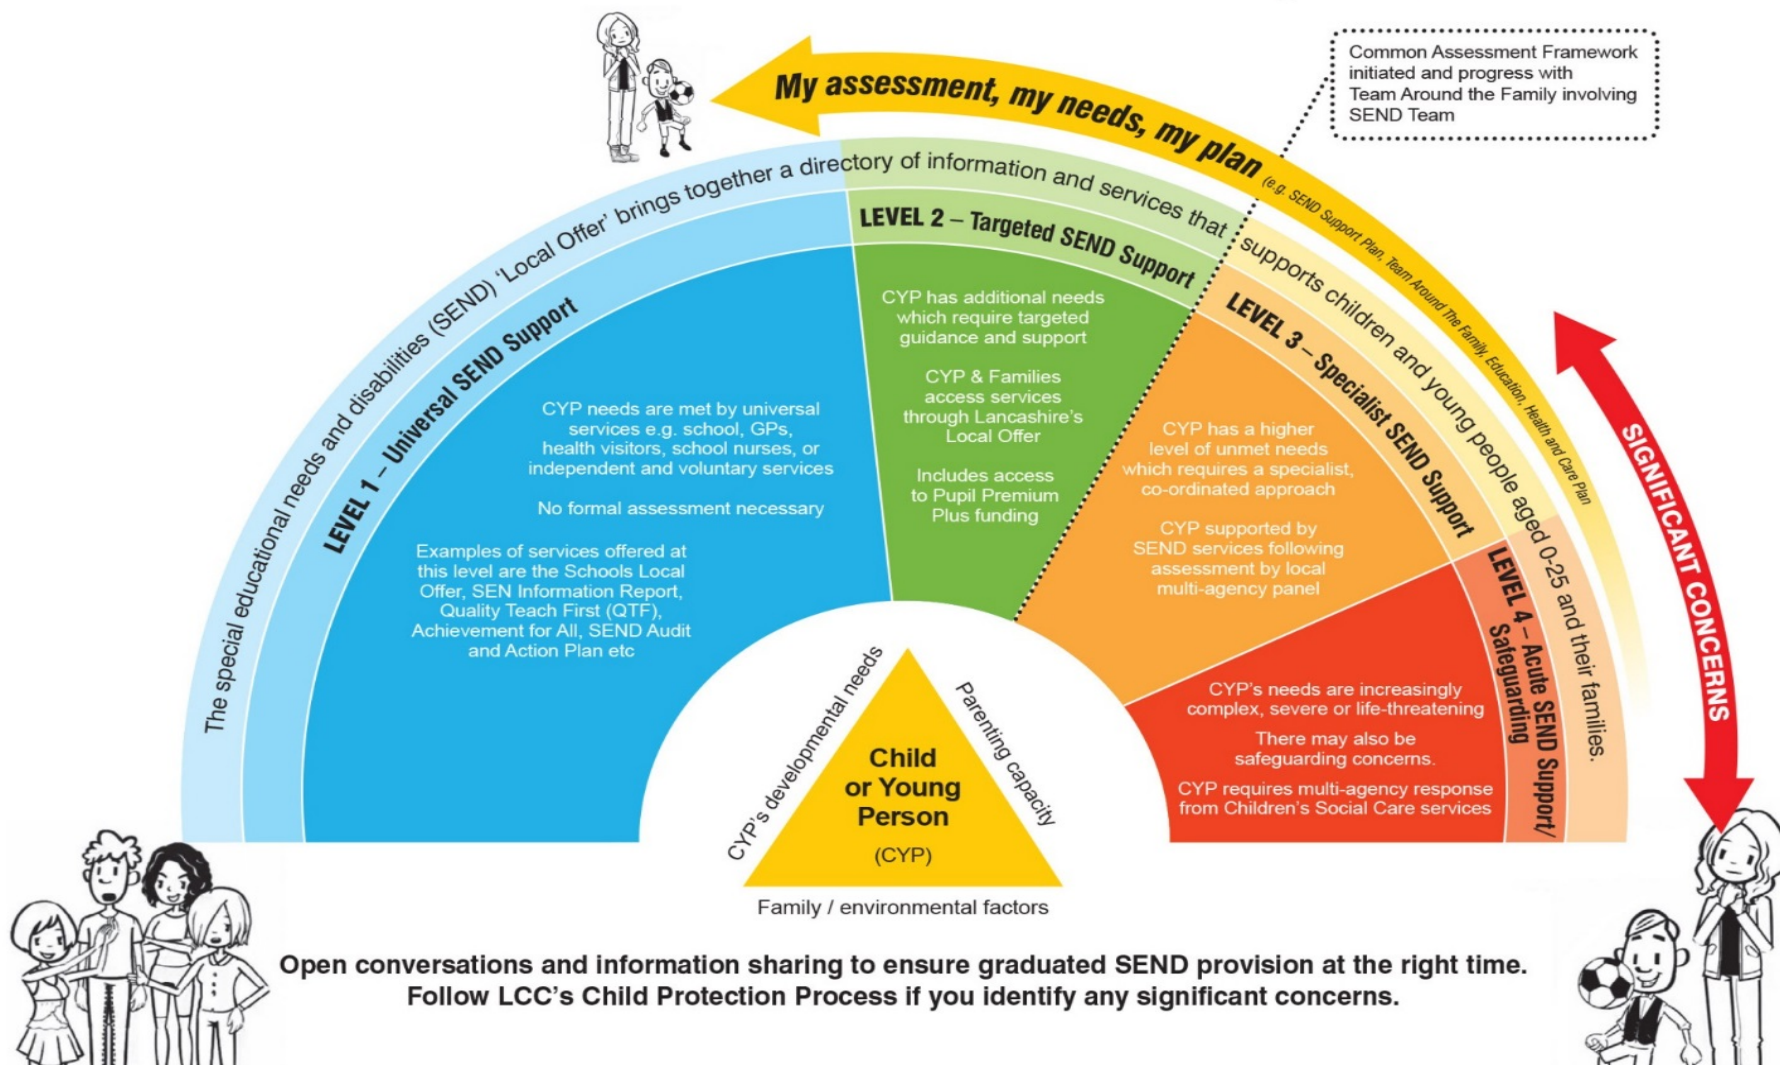 My assessment, my needs, my plan (e.g. SEND Support Plan, Team Around The Family, Education, Health and Care Plan
Common Assessment Framework
initiated and progress with
Team Around the Family involving
SEND Team
The special educational needs and disabilities (SEND) ‘Local Offer’ brings together a directory of information and services that supports children and young people aged 0-25 and their families.
LEVEL 1 – Universal SEND Support
CYP needs are met by universal
services e.g. school, GPs,
health visitors, school nurses, or
independent and voluntary services
No formal assessment necessary
Examples of services offered at
this level are the Schools Local
Offer, SEN Information Report,
Quality Teach First (QTF),
Achievement for All, SEND Audit
and Action Plan etc
LEVEL 2 – Targeted SEND Support
CYP has additional needs
which require targeted
guidance and support
CYP & Families
access services
through Lancashire’s
Local Offer
Includes access
to Pupil Premium
Plus funding
LEVEL 3 – Specialist SEND Support
CYP has a higher
level of unmet needs
which requires a specialist,
co-ordinated approach
CYP supported by
SEND services following
assessment by local
multi-agency panel
LEVEL 4 – Acute SEND Support/
Safeguarding
CYP’s needs are increasingly
complex, severe or life-threatening
There may also be
safeguarding concerns.
CYP requires multi-agency response
from Children’s Social Care services
SIGNIFICANT CONCERNS
CYP’s developmental needs
Parenting capacity
Child
or Young
Person
(CYP)
Family / environmental factors
Open conversations and information sharing to ensure graduated SEND provision at the right time.
Follow LCC’s Child Protection Process if you identify any significant concerns.